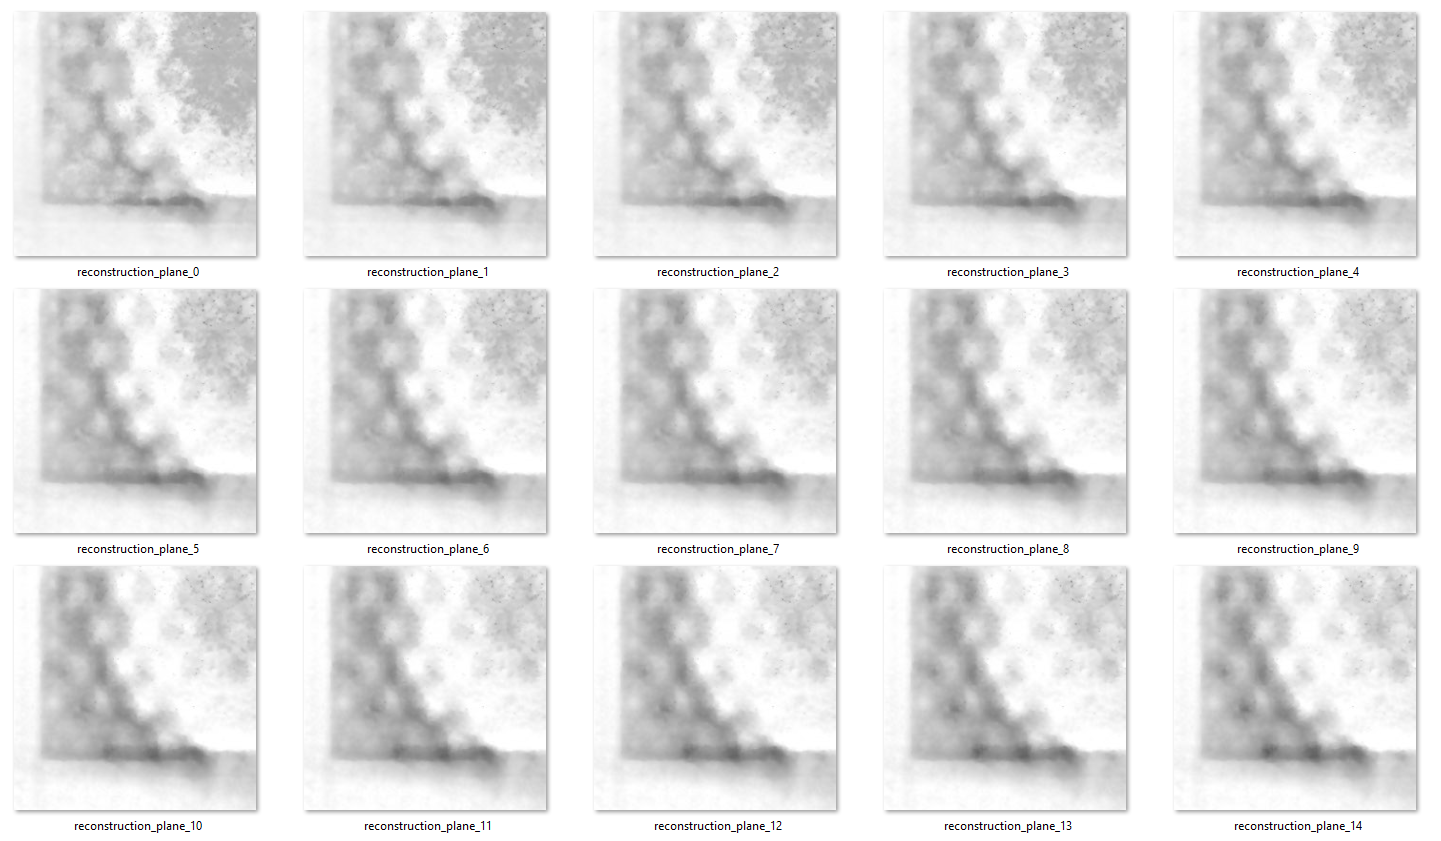 reconstruction_plane_0
reconstruction_plane_1
reconstruction_plane_2
reconstruction_plane_3
reconstruction_plane_4
reconstruction_plane_5
reconstruction_plane_6
reconstruction_plane_7
reconstruction_plane_8
reconstruction_plane_9
reconstruction_plane_10
reconstruction_plane_11
reconstruction_plane_12
reconstruction_plane_13
reconstruction_plane_14